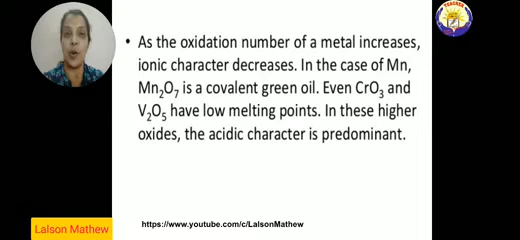 • As the oxidation number of a metal increases,
ionic character decreases. In the case of Mn,
Mn₂O₇ is a covalent green oil. Even CrO₃ and
V₂O₅ have low melting points. In these higher
oxides, the acidic character is predominant.
Lalson Mathew
https://www.youtube.com/c/LalsonMathew